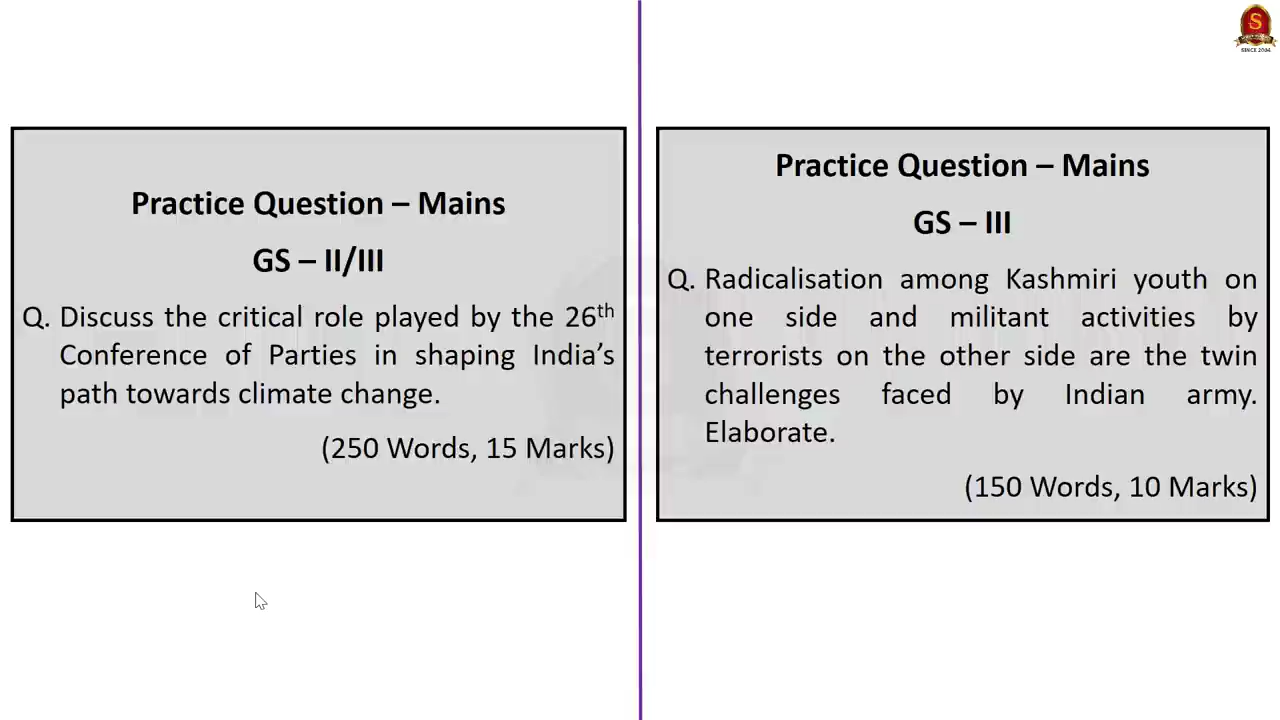 Practice Question – Mains
GS – II/III
Q. Discuss the critical role played by the 26th
Conference of Parties in shaping India's
path towards climate change.
(250 Words, 15 Marks)
Practice Question – Mains
GS – III
Q. Radicalisation among Kashmiri youth on
one side and militant activities by
terrorists on the other side are the twin
challenges faced by Indian army.
Elaborate.
(150 Words, 10 Marks)
S
SINCE 2004